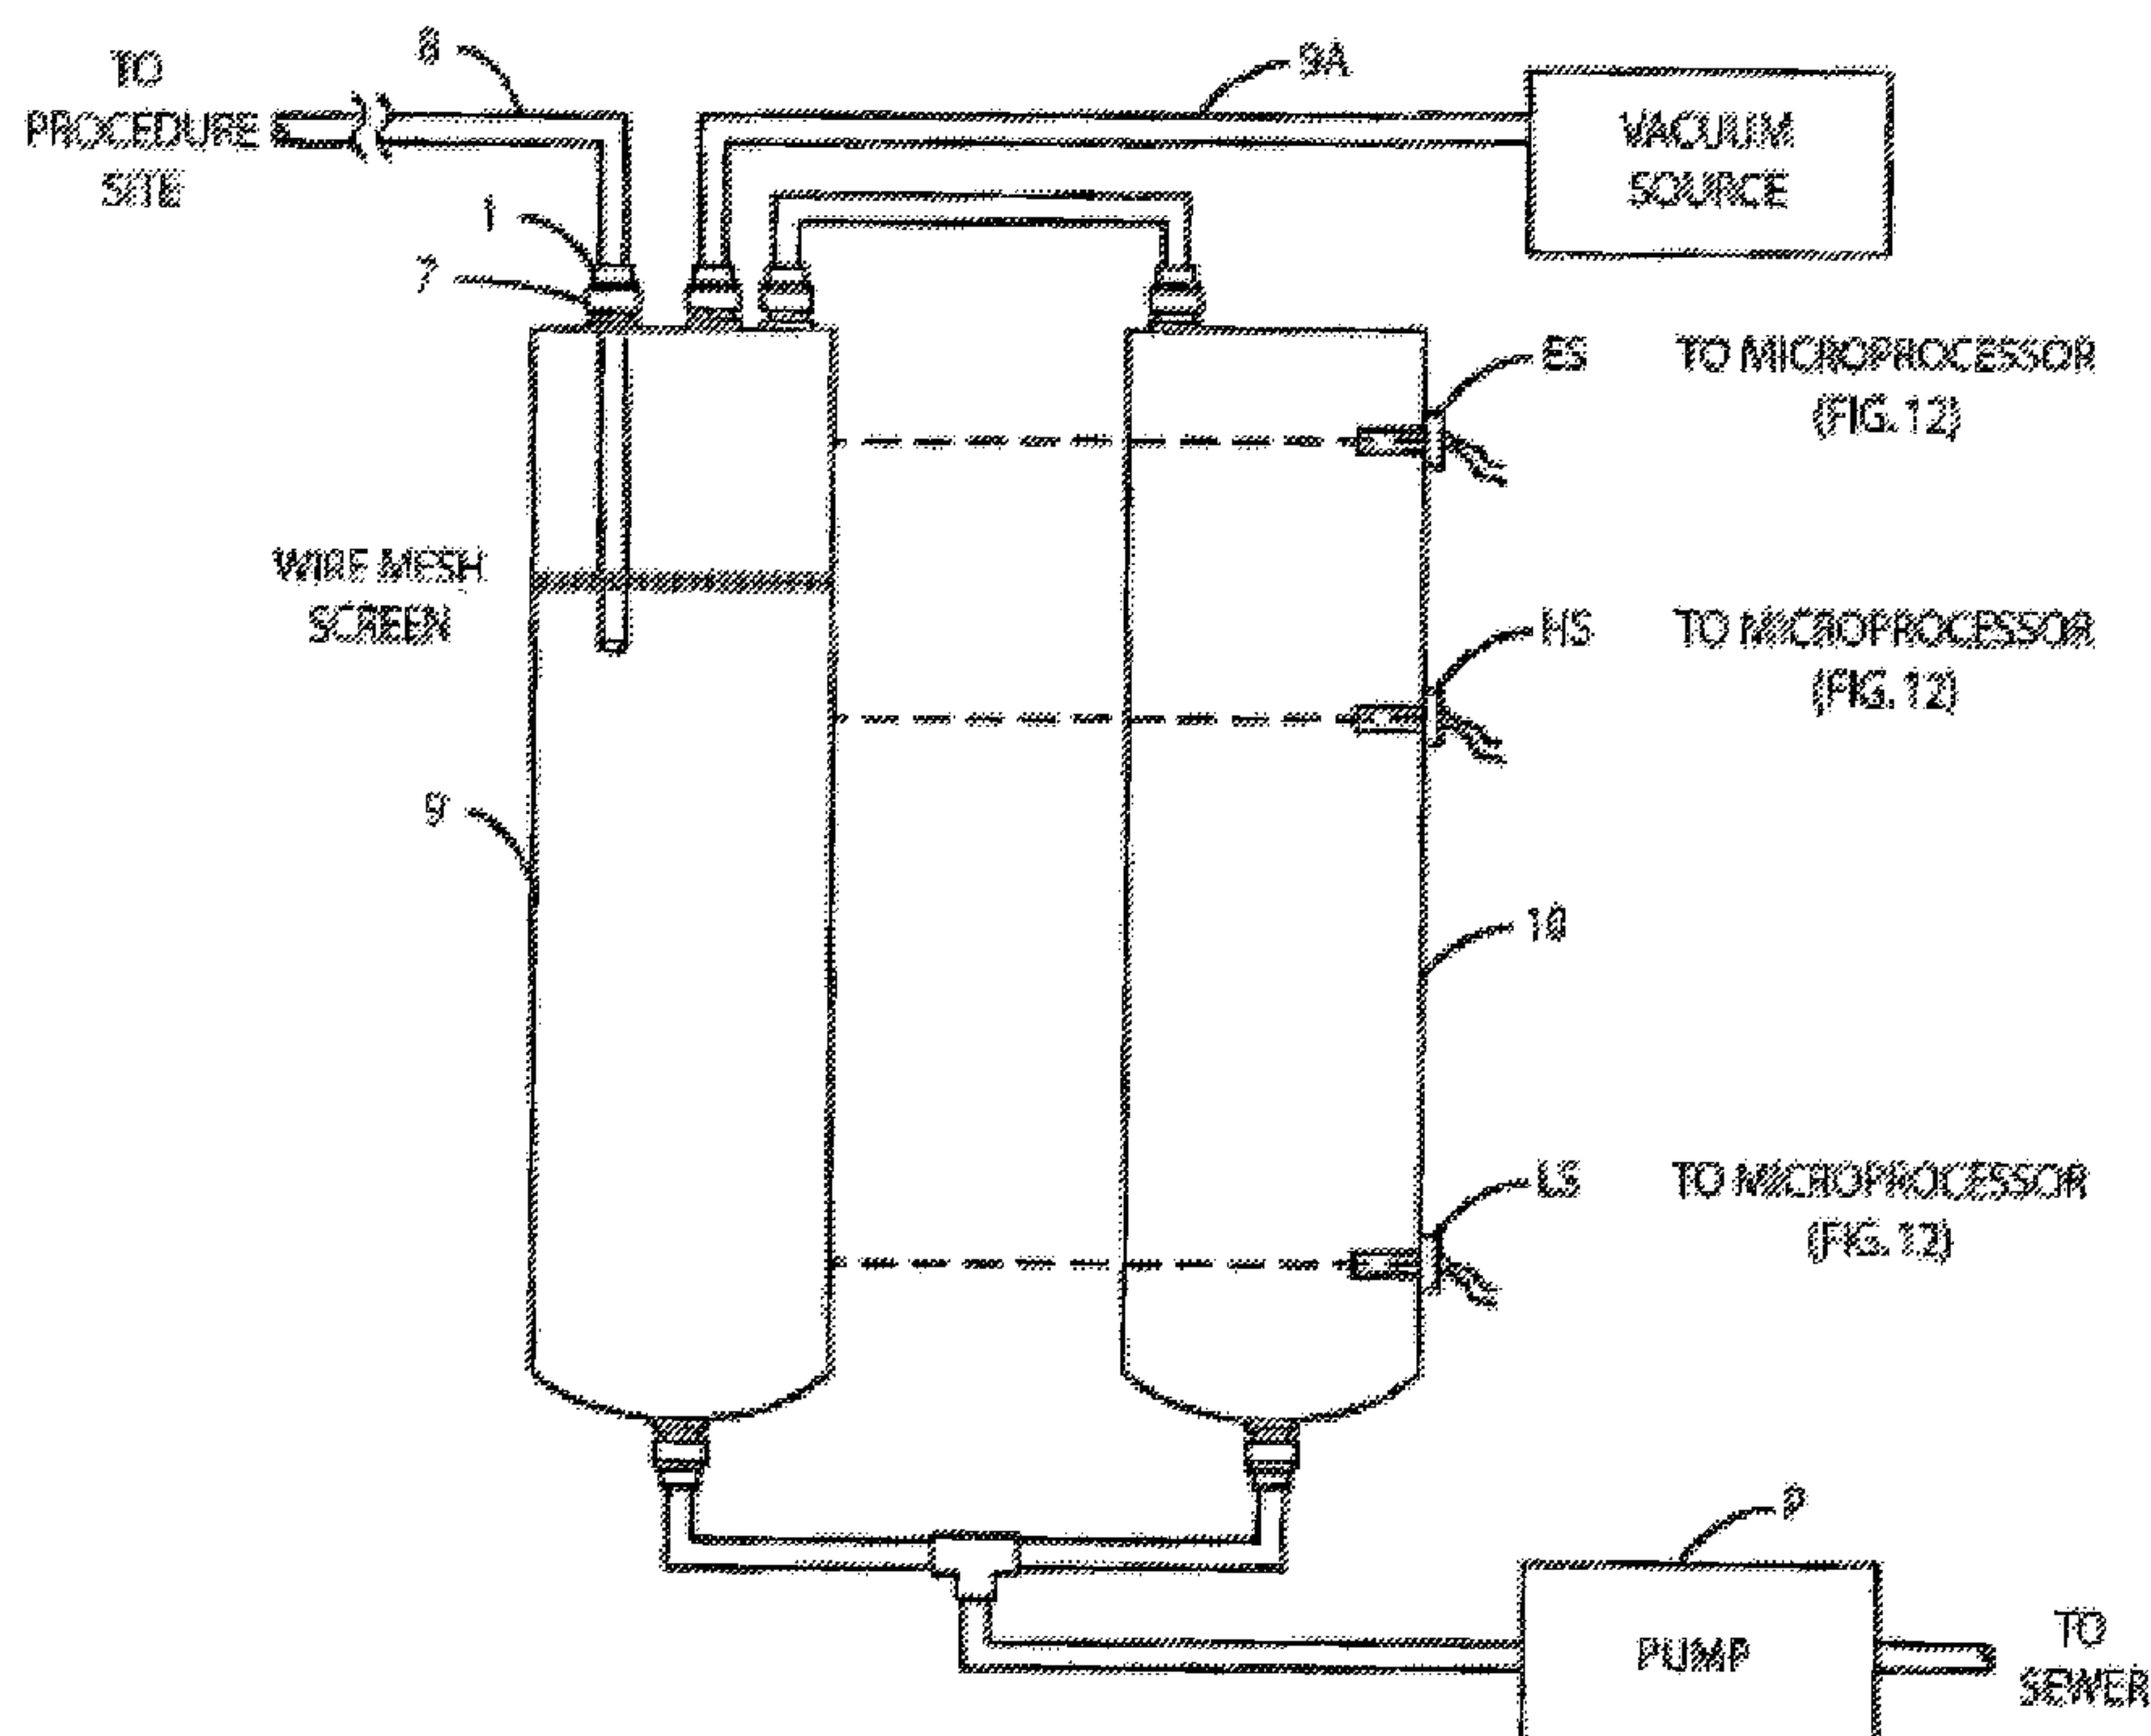 8
9A
TO
PROCEDURE
SITE
VACUUM
SOURCE
1
7
ES
TO MICROPROCESSOR
(FIG. 12)
WIRE MESH
SCREEN
HS
TO MICROPROCESSOR
(FIG. 12)
9
10
LS
TO MICROPROCESSOR
(FIG. 12)
P
PUMP
TO
SEWER